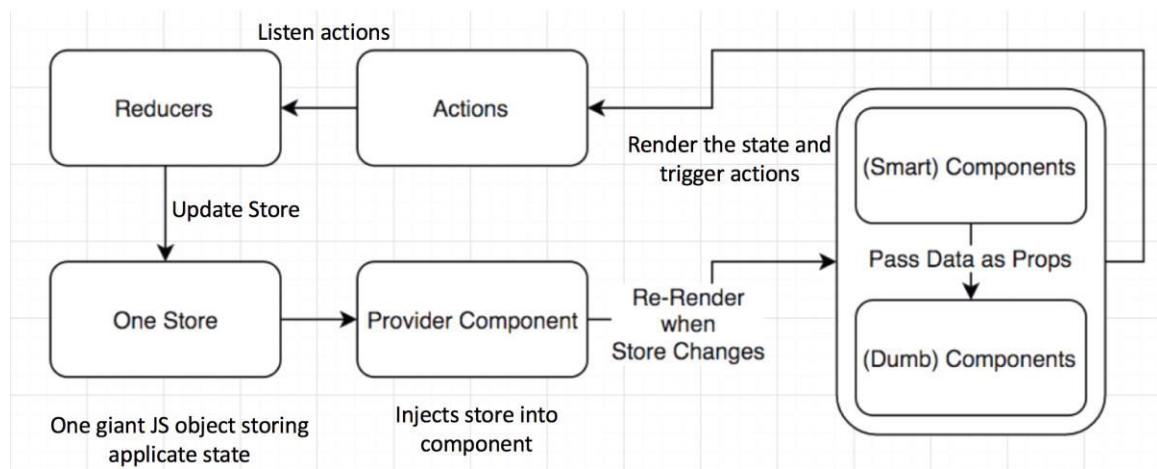 Listen actions
Reducers
Actions
Render the state and
trigger actions
(Smart) Components
Update Store
Pass Data as Props
One Store
Provider Component
Re-Render
when
Store Changes
(Dumb) Components
One giant JS object storing
applicate state
Injects store into
component